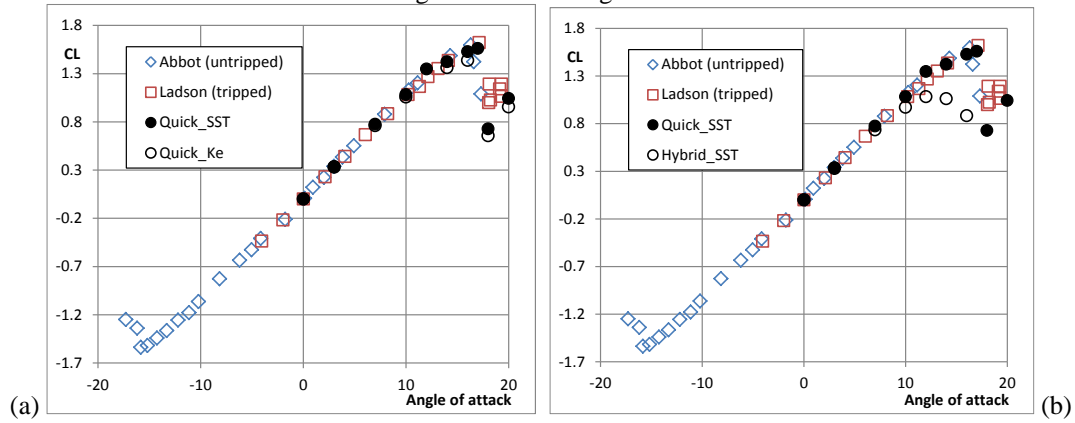 1.8
CL
1.3
0.8
0.3
-0.2
-0.7
-1.2
-1.7
-20
-10
0
10
20
Angle of attack
Abbot (untripped)
Ladson (tripped)
Quick_SST
Quick_Ke
(a)
1.8
CL
1.3
0.8
0.3
-0.2
-0.7
-1.2
-1.7
-20
-10
0
10
20
Angle of attack
Abbot (untripped)
Ladson (tripped)
Quick_SST
Hybrid_SST
(b)